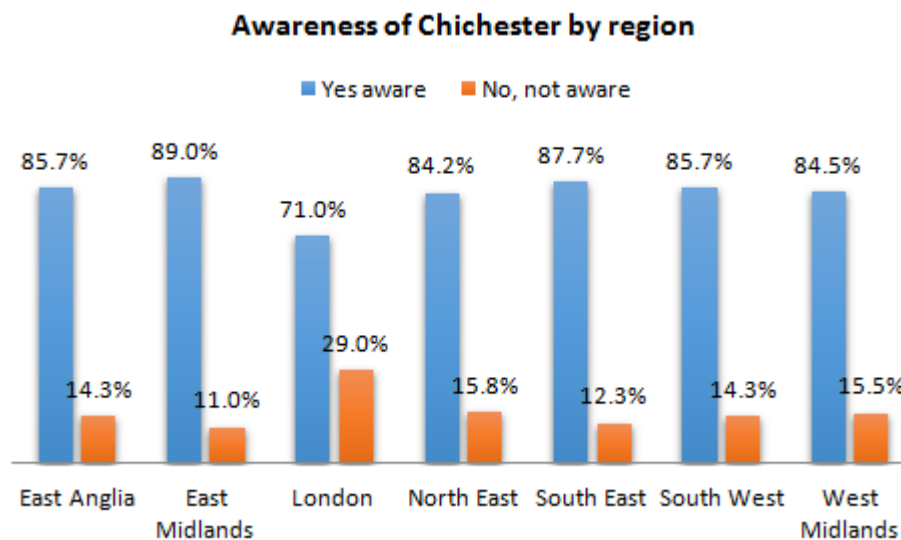 Awareness of Chichester by region
Yes aware No, not aware
85.7% 89.0% 71.0% 84.2% 87.7% 85.7% 84.5%
14.3% 11.0% 29.0% 15.8% 12.3% 14.3% 15.5%
East Anglia East London North East South East South West West
Midlands Midlands